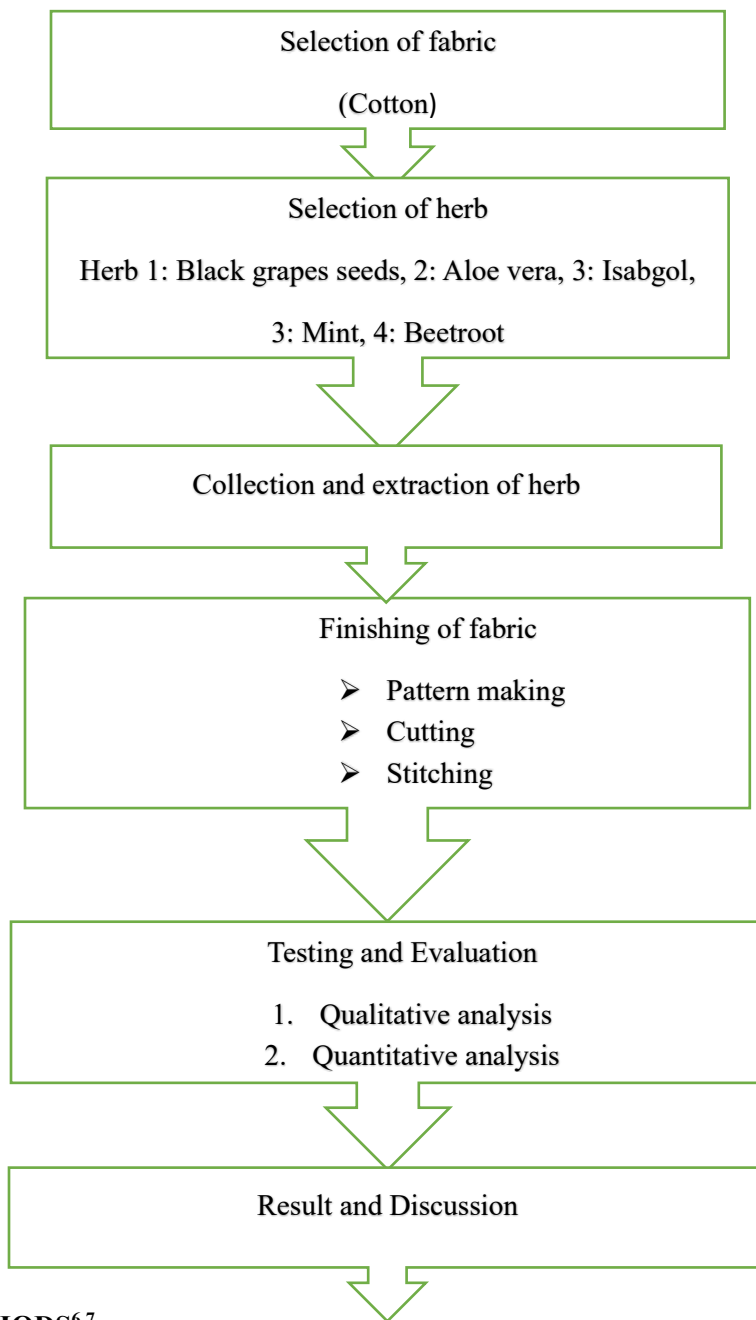 Selection of fabric
(Cotton)
Selection of herb
Herb 1: Black grapes seeds, 2: Aloe vera, 3: Isabgol,
3: Mint, 4: Beetroot
Collection and extraction of herb
Finishing of fabric
➢ Pattern making
➢ Cutting
➢ Stitching
Testing and Evaluation
1. Qualitative analysis
2. Quantitative analysis
Result and Discussion